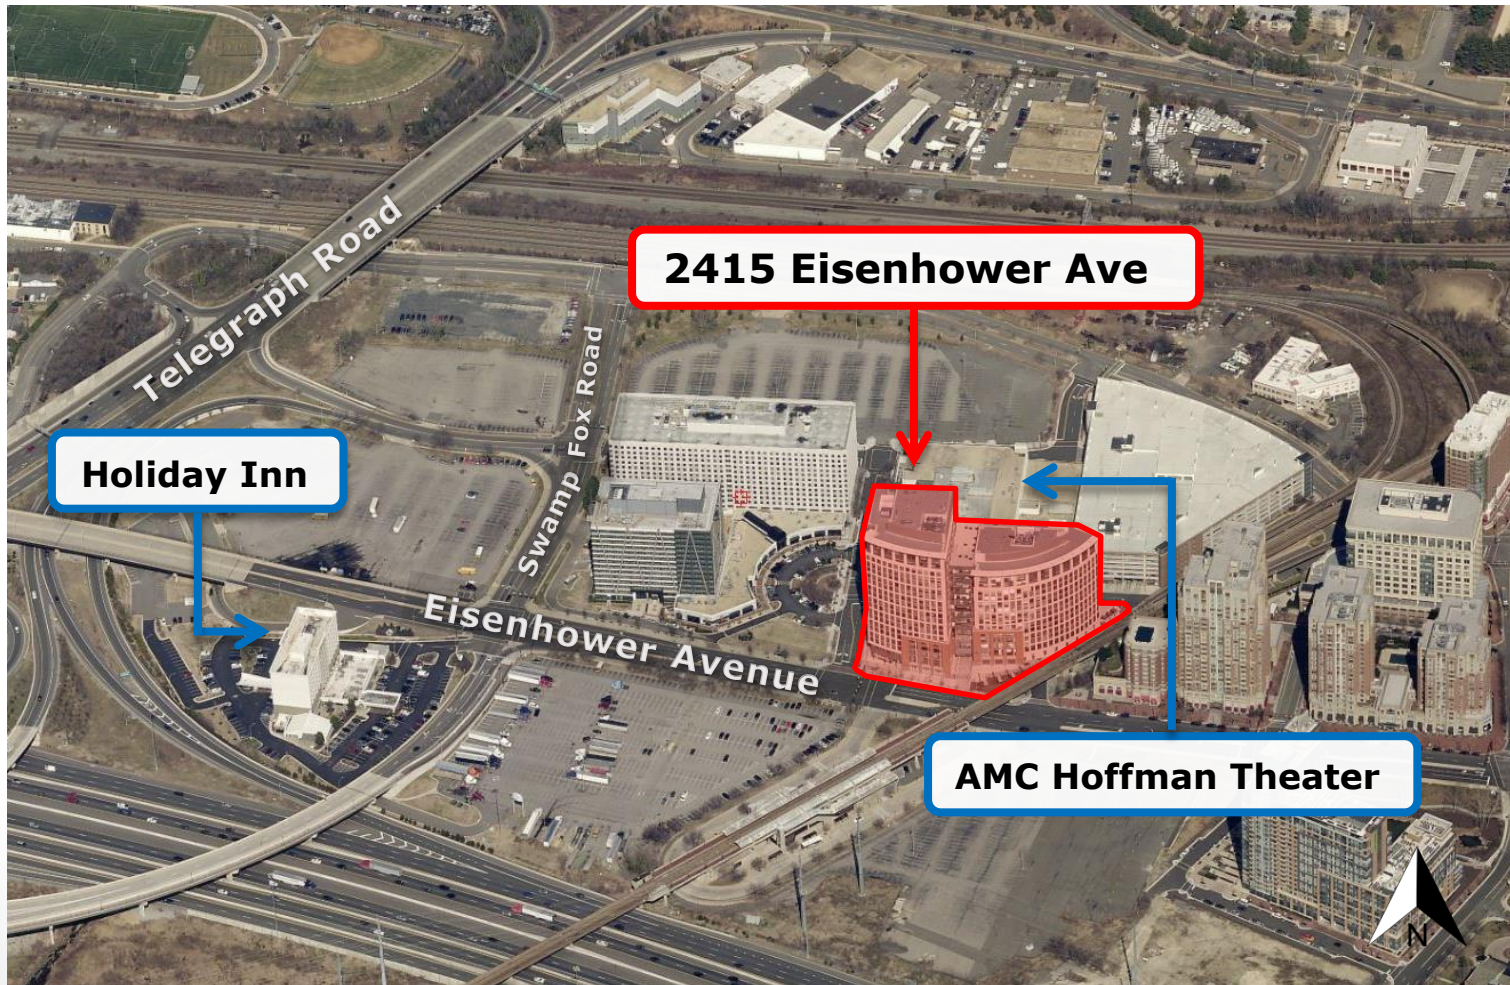 2415 Eisenhower Ave
Telegraph Road
Swamp Fox Road
Holiday Inn
Eisenhower Avenue
AMC Hoffman Theater
N